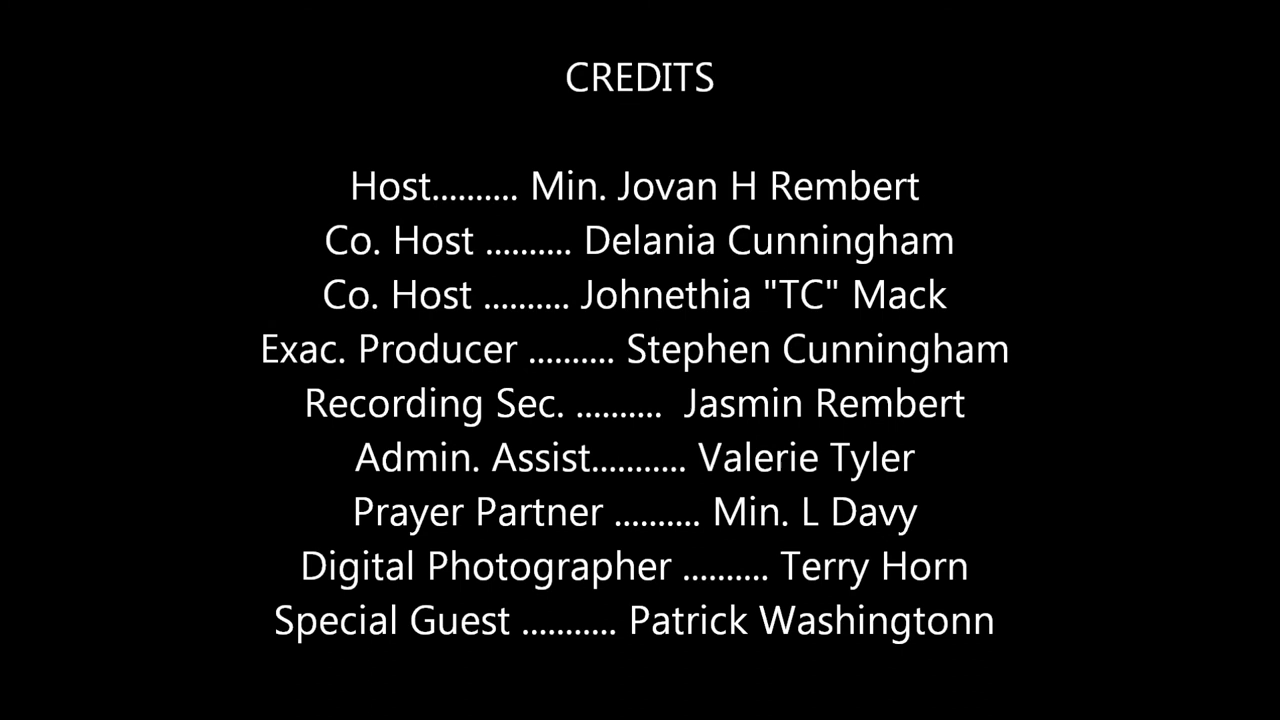 CREDITS
Host.......... Min. Jovan H Rembert
Co. Host .......... Delania Cunningham
Co. Host .......... Johnethia "TC" Mack
Exac. Producer .......... Stephen Cunningham
Recording Sec. ..........  Jasmin Rembert
Admin. Assist........... Valerie Tyler
Prayer Partner .......... Min. L Davy
Digital Photographer .......... Terry Horn
Special Guest ........... Patrick Washingtonn